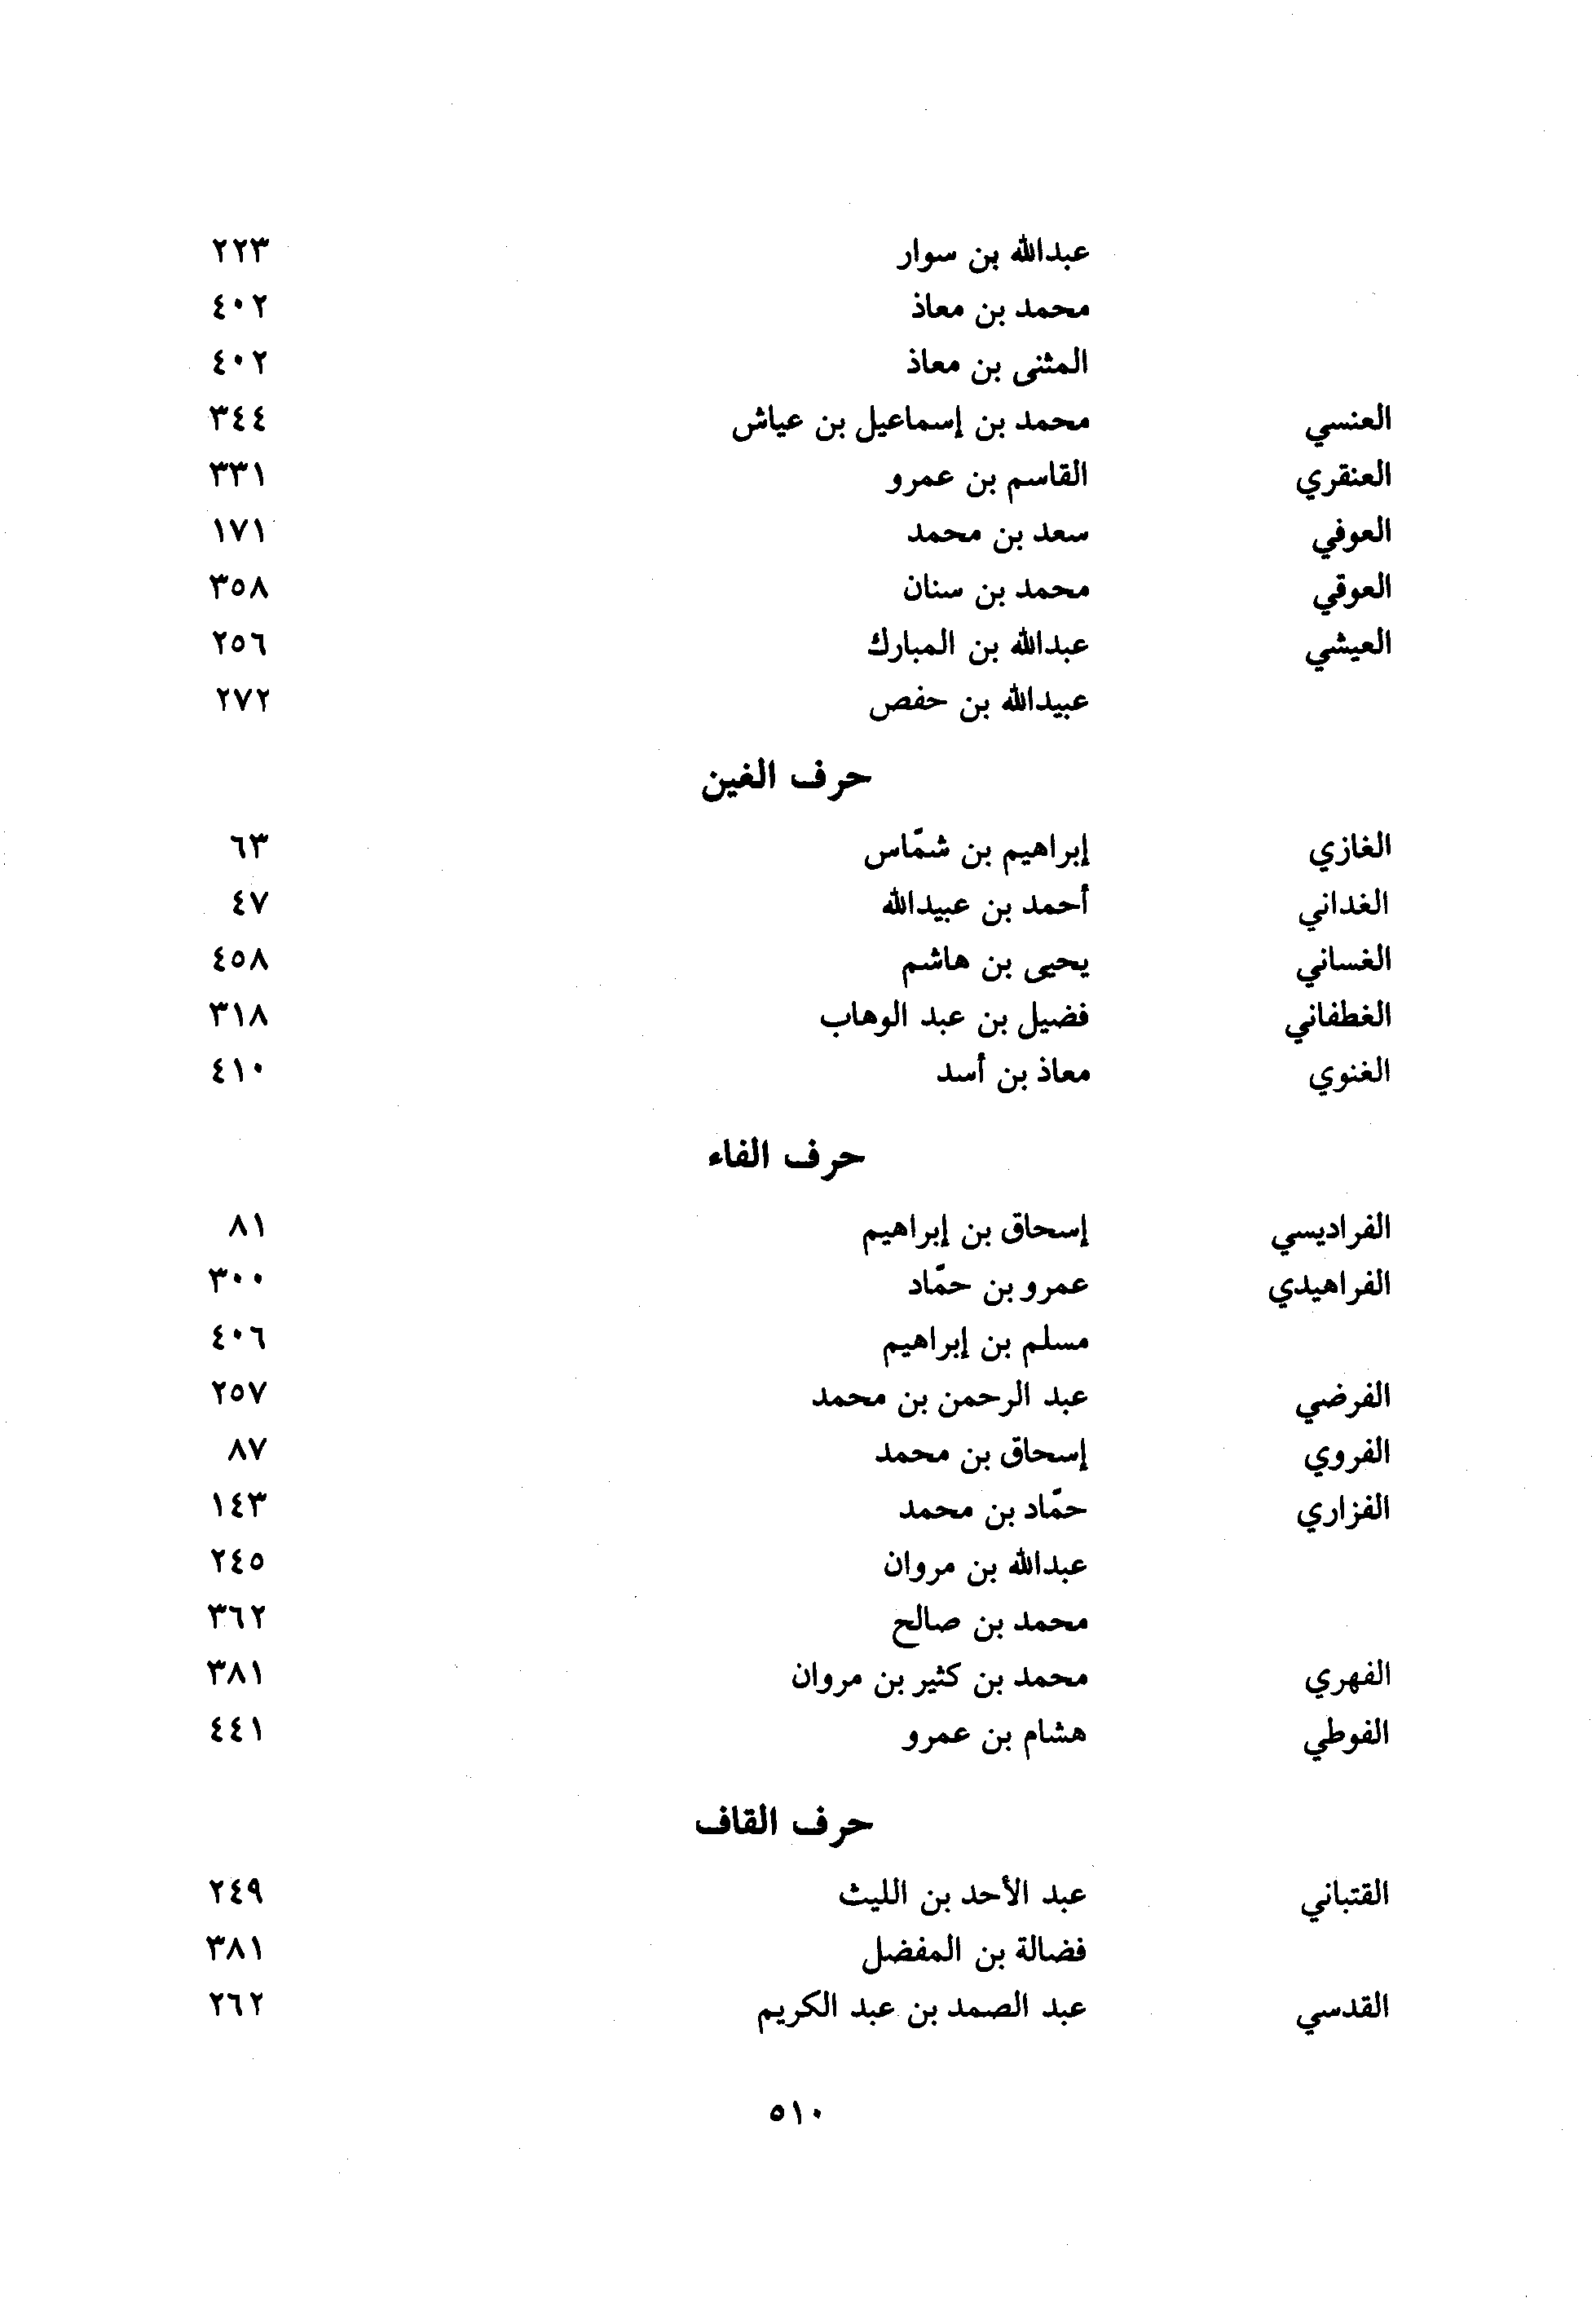 عبدالله بن سوار ٢٢٣
محمد بن معاذ ٤٠٢
المثنى بن معاذ ٤٠٢
العنسي محمد بن إسماعيل بن عياش ٣٤٤
العنقري القاسم بن عمرو ٣٣١
العوفي سعد بن محمد ١٧١
العوقي محمد بن سنان ٣٥٨
العيشي عبدالله بن المبارك ٢٥٦
عبيدالله بن حفص ٢٧٢
حرف الغين
الغازي إبراهيم بن شمّاس ٦٣
الغداني أحمد بن عبيدالله ٤٧
الغساني يحيى بن هاشم ٤٥٨
الغطفاني فضيل بن عبد الوهاب ٣١٨
الغنوي معاذ بن أسد ٤١٠
حرف الفاء
الفراديسي إسحاق بن إبراهيم ٨١
الفراهيدي عمرو بن حمّاد ٣٠٠
مسلم بن إبراهيم ٤٠٦
الفرضي عبد الرحمن بن محمد ٢٥٧
الفروي إسحاق بن محمد ٨٧
الفزاري حمّاد بن محمد ١٤٣
عبدالله بن مروان ٢٤٥
محمد بن صالح ٣٦٢
الفهري محمد بن كثير بن مروان ٣٨١
الفوطي هشام بن عمرو ٤٤١
حرف القاف
القتباني عبد الأحد بن الليث ٢٤٩
فضالة بن المفضل ٣٨١
القدسي عبد الصمد بن عبد الكريم ٢٦٢
٥١٠